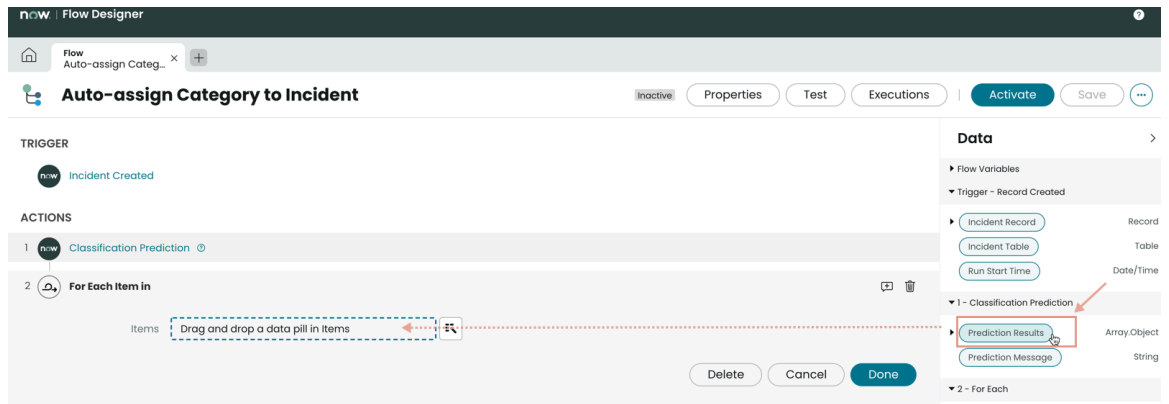 now. | Flow Designer
?
Flow
Auto-assign Categ... × +
Auto-assign Category to Incident
Inactive Properties Test Executions | Activate Save ...
TRIGGER
now Incident Created
ACTIONS
1 now Classification Prediction ?
2 For Each Item in
Items Drag and drop a data pill in Items
Delete Cancel Done
Data
Flow Variables
Trigger - Record Created
Incident Record Record
Incident Table Table
Run Start Time Date/Time
1 - Classification Prediction
Prediction Results Array.Object
Prediction Message String
2 - For Each